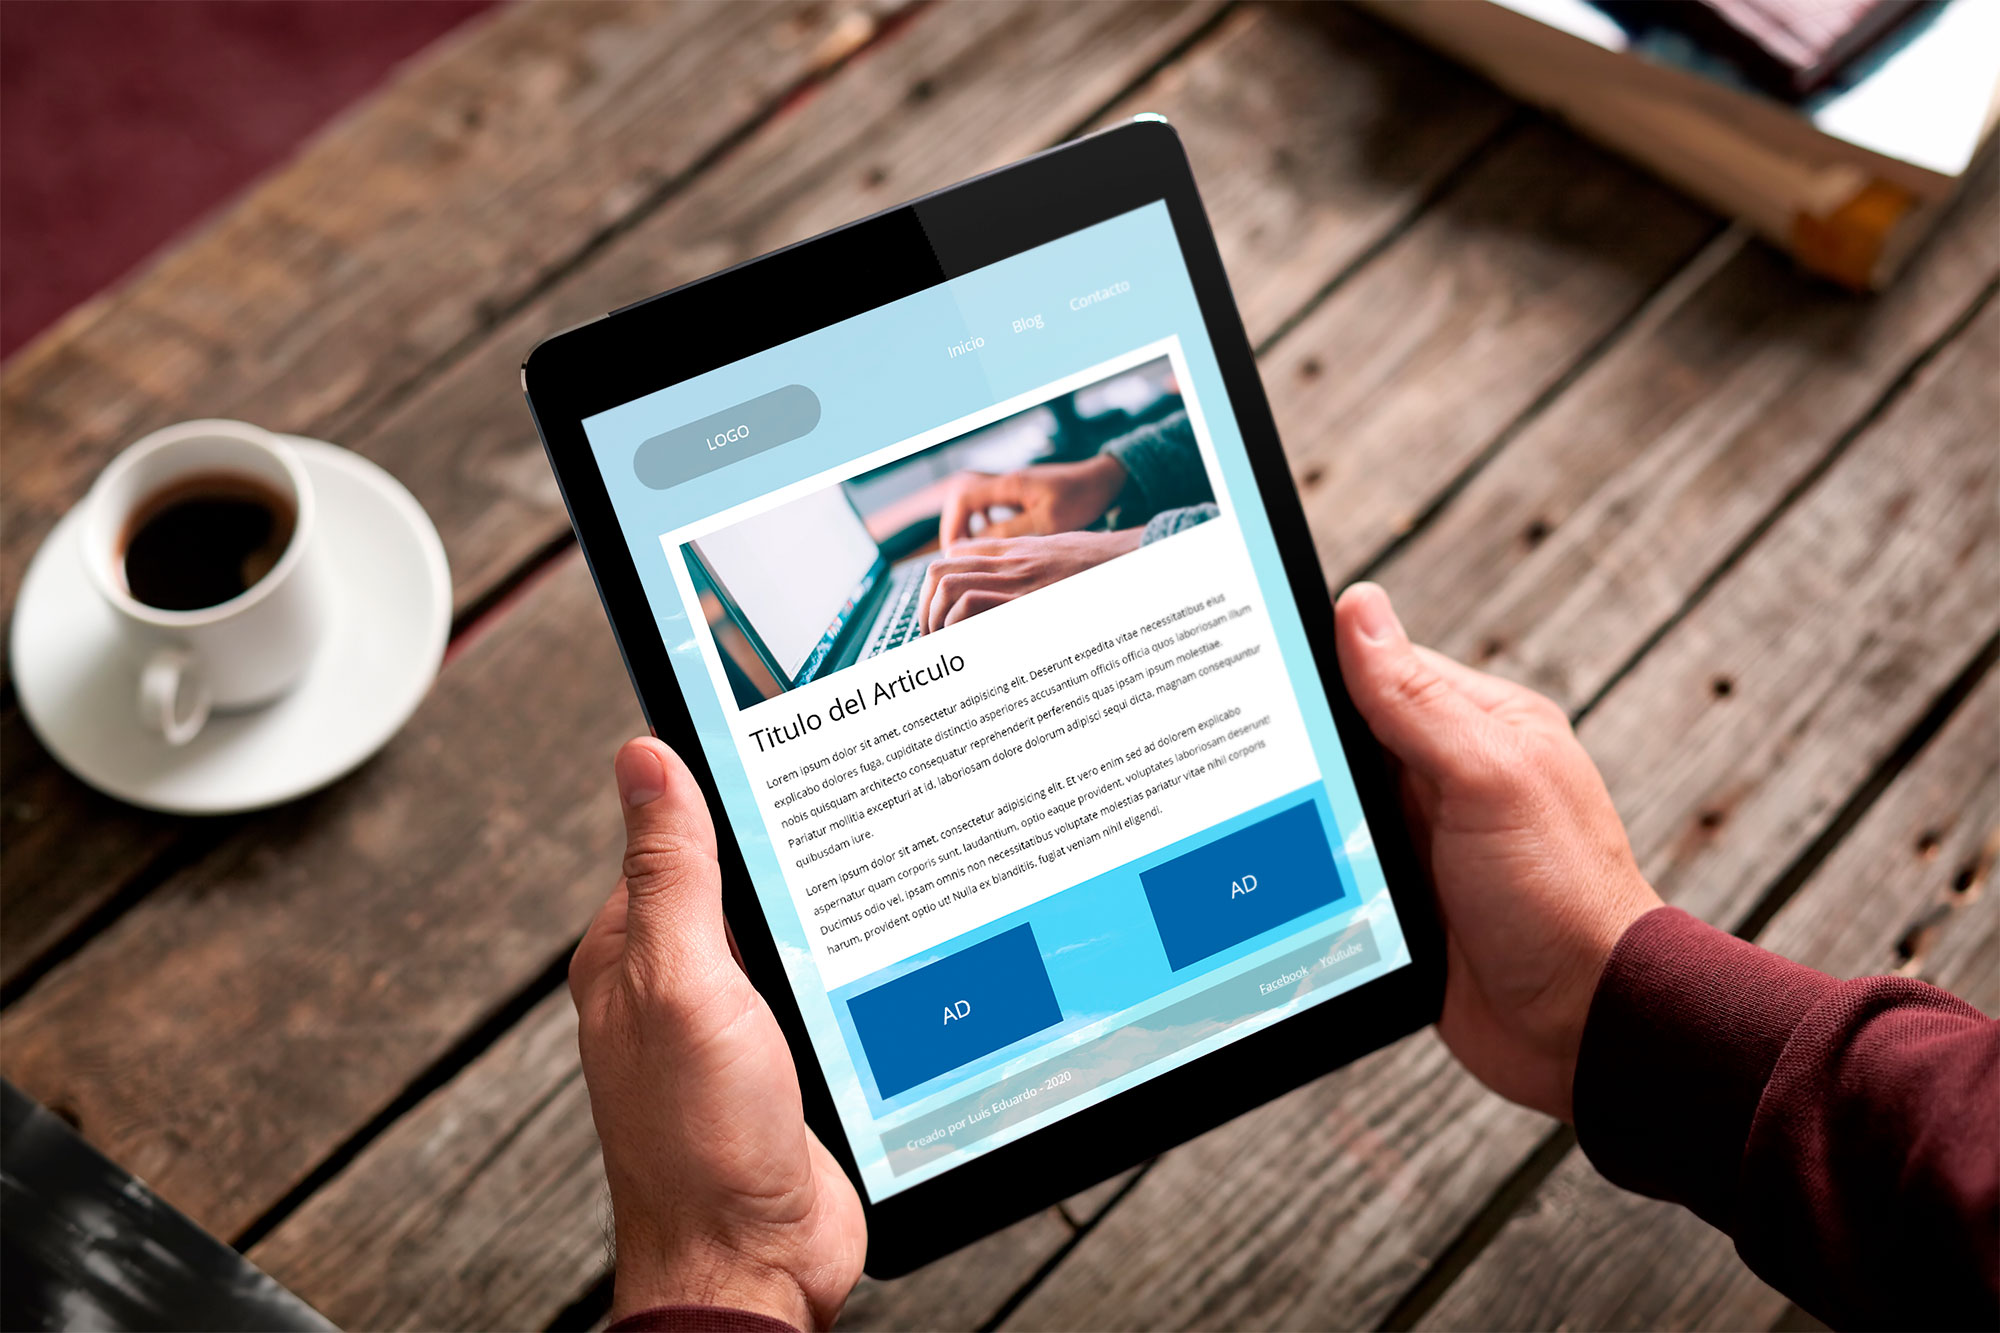 LOGO
Inicio Blog Contacto
Titulo del Articulo
Lorem ipsum dolor sit amet, consectetur adipisicing elit. Deserunt expedita vitae necessitatibus eius
explicabo dolores fuga, cupiditate distinctio asperiores accusantium officiis officia quos laboriosam illum
nobis quisquam architecto consequatur reprehenderit perferendis quas ipsam ipsum molestiae.
Pariatur mollitia excepturi at id, laboriosam dolore dolorum adipisci sequi dicta, magnam consequuntur
quibusdam iure.
Lorem ipsum dolor sit amet, consectetur adipisicing elit. Et vero enim sed ad dolorem explicabo
aspernatur quam corporis sunt, laudantium, optio eaque provident, voluptates laboriosam deserunt!
Ducimus odio vel, ipsam omnis non necessitatibus voluptate molestias pariatur vitae nihil corporis
harum, provident optio ut! Nulla ex blanditiis, fugiat veniam nihil eligendi.
AD
AD
Creado por Luis Eduardo - 2020
Facebook Youtube